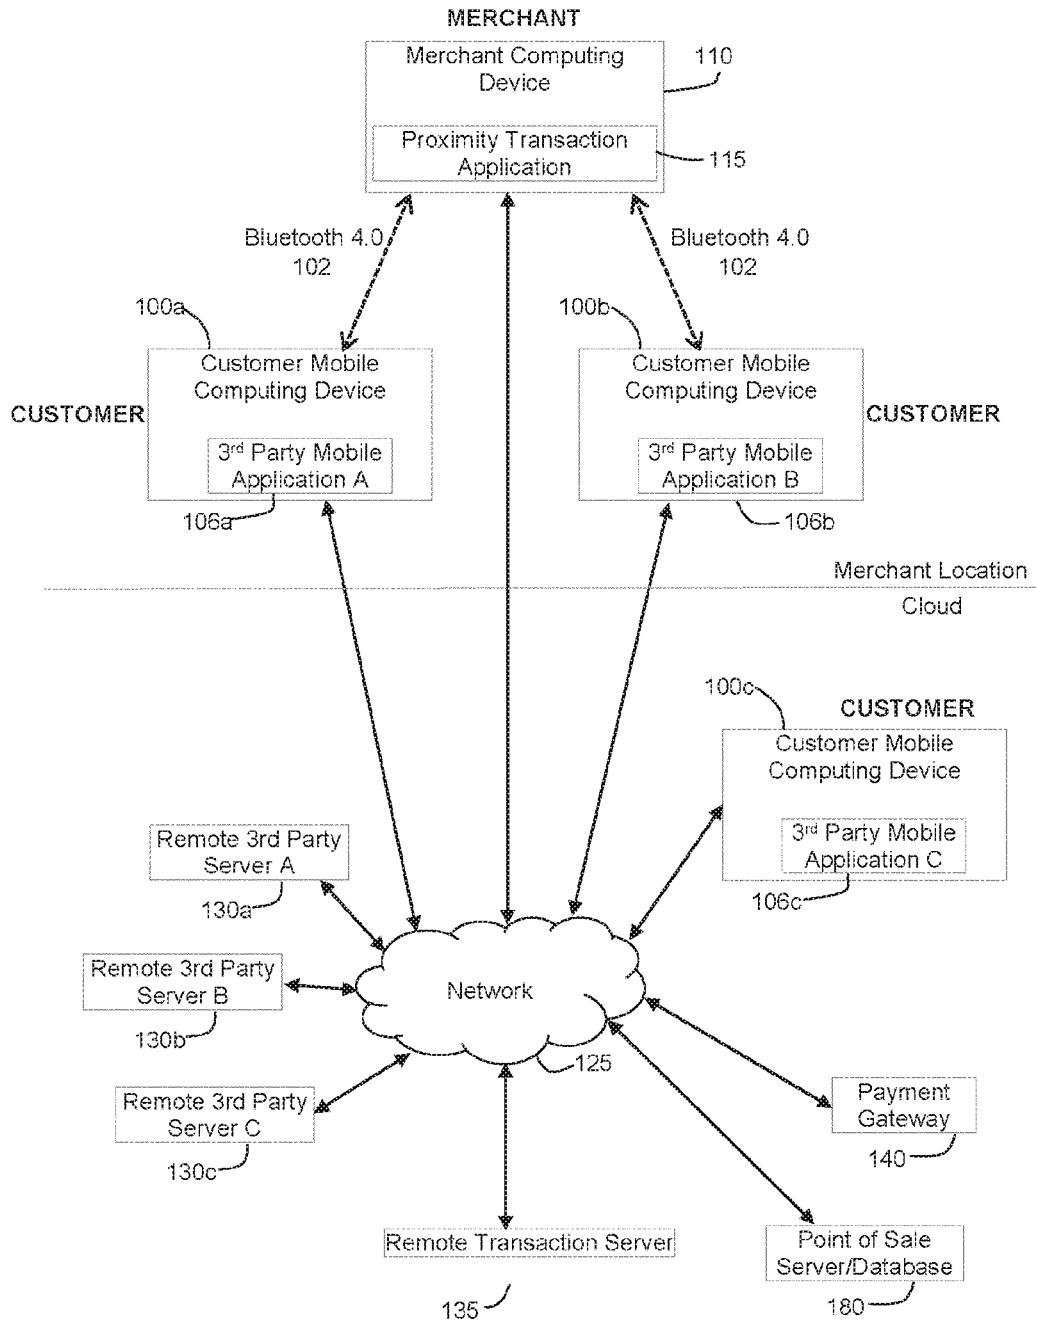 MERCHANT
Merchant Computing
Device
110
Proximity Transaction
Application
115
Bluetooth 4.0
102
Bluetooth 4.0
102
100a
100b
Customer Mobile
Computing Device
CUSTOMER
3rd Party Mobile
Application A
106a
Customer Mobile
Computing Device
CUSTOMER
3rd Party Mobile
Application B
106b
Merchant Location
Cloud
100c
CUSTOMER
Customer Mobile
Computing Device
3rd Party Mobile
Application C
106c
Remote 3rd Party
Server A
130a
Remote 3rd Party
Server B
130b
Network
125
Remote 3rd Party
Server C
130c
Payment
Gateway
140
Remote Transaction Server
135
Point of Sale
Server/Database
180